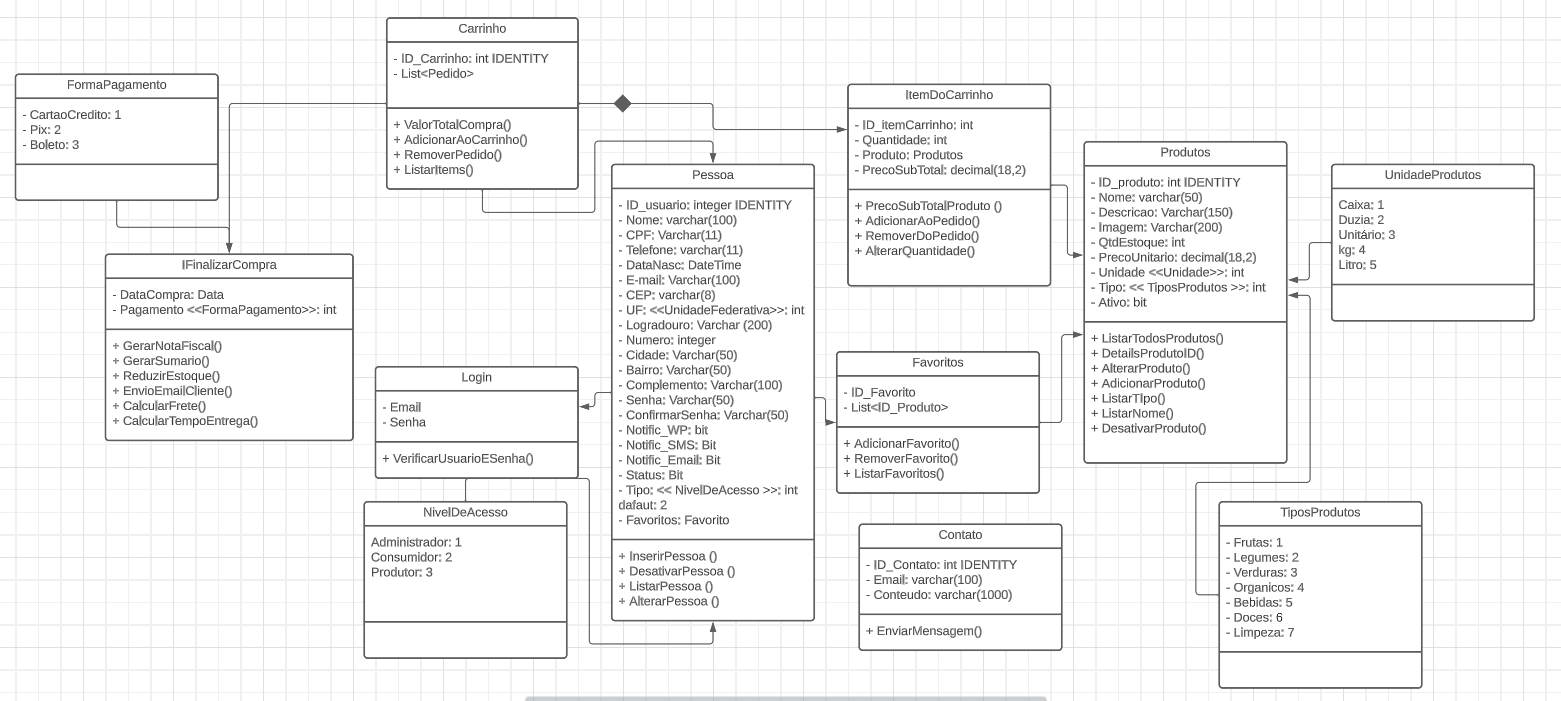 Carrinho
- ID_Carrinho: int IDENTITY
- List<Pedido>
+ ValorTotalCompra()
+ AdicionarAoCarrinho()
+ RemoverPedido()
+ ListarItems()
FormaPagamento
- CartaoCredito: 1
- Pix: 2
- Boleto: 3
ItemDoCarrinho
- ID_itemCarrinho: int
- Quantidade: int
- Produto: Produtos
- PrecoSubTotal: decimal(18,2)
+ PrecoSubTotalProduto ()
+ AdicionarAoPedido()
+ RemoverDoPedido()
+ AlterarQuantidade()
Produtos
- ID_produto: int IDENTITY
- Nome: varchar(50)
- Descricao: Varchar(150)
- Imagem: Varchar(200)
- QtdEstoque: int
- PrecoUnitario: decimal(18,2)
- Unidade <<Unidade>>: int
- Tipo: << TiposProdutos >>: int
- Ativo: bit
+ ListarTodosProdutos()
+ DetailsProdutoID()
+ AlterarProduto()
+ AdicionarProduto()
+ ListarTIpo()
+ ListarNome()
+ DesativarProduto()
UnidadeProdutos
Caixa: 1
Duzia: 2
Unitário: 3
kg: 4
Litro: 5
Pessoa
- ID_usuario: integer IDENTITY
- Nome: varchar(100)
- CPF: Varchar(11)
- Telefone: varchar(11)
- DataNasc: DateTime
- E-mail: Varchar(100)
- CEP: varchar(8)
- UF: <<UnidadeFederativa>>: int
- Logradouro: Varchar (200)
- Numero: integer
- Cidade: Varchar(50)
- Bairro: Varchar(50)
- Complemento: Varchar(100)
- Senha: Varchar(50)
- ConfirmarSenha: Varchar(50)
- Notific_WP: bit
- Notific_SMS: Bit
- Notific_Email: Bit
- Status: Bit
- Tipo: << NivelDeAcesso >>: int
dafaut: 2
- Favoritos: Favorito
+ InserirPessoa ()
+ DesativarPessoa ()
+ ListarPessoa ()
+ AlterarPessoa ()
IFinalizarCompra
- DataCompra: Data
- Pagamento <<FormaPagamento>>: int
+ GerarNotaFiscal()
+ GerarSumario()
+ ReduzirEstoque()
+ EnvioEmailCliente()
+ CalcularFrete()
+ CalcularTempoEntrega()
Login
- Email
- Senha
+ VerificarUsuarioESenha()
Favoritos
- ID_Favorito
- List<ID_Produto>
+ AdicionarFavorito()
+ RemoverFavorito()
+ ListarFavoritos()
NivelDeAcesso
Administrador: 1
Consumidor: 2
Produtor: 3
Contato
- ID_Contato: int IDENTITY
- Email: varchar(100)
- Conteudo: varchar(1000)
+ EnviarMensagem()
TiposProdutos
- Frutas: 1
- Legumes: 2
- Verduras: 3
- Organicos: 4
- Bebidas: 5
- Doces: 6
- Limpeza: 7